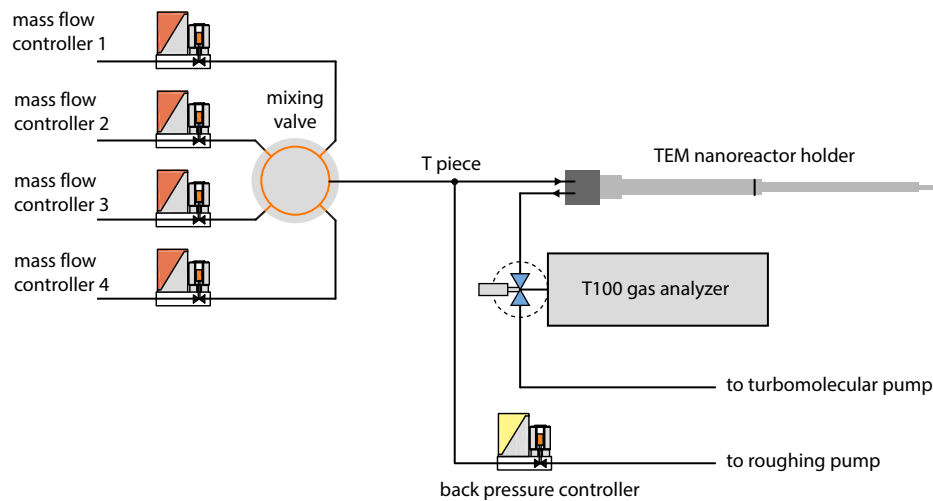 mass flow
controller 1
mass flow
controller 2
mass flow
controller 3
mass flow
controller 4
mixing
valve
T piece
TEM nanoreactor holder
T100 gas analyzer
to turbomolecular pump
to roughing pump
back pressure controller